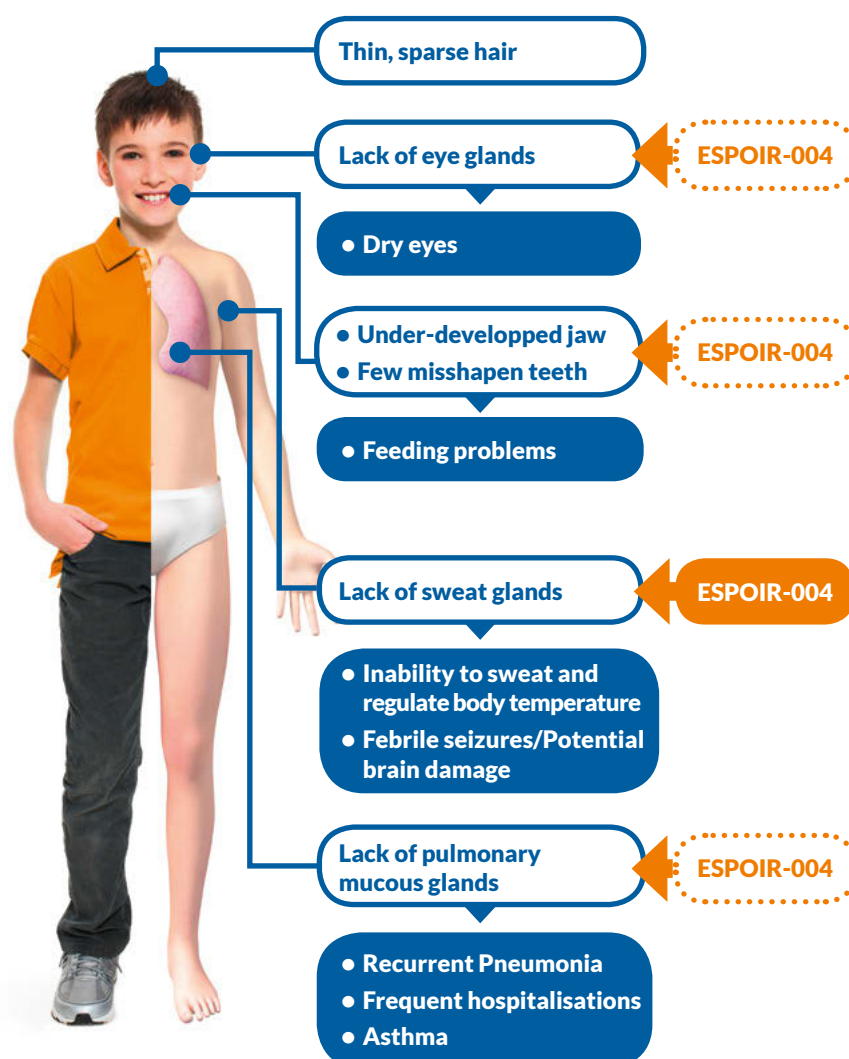 Thin, sparse hair
Lack of eye glands
ESPOIR-004
● Dry eyes
● Under-developped jaw
● Few misshapen teeth
ESPOIR-004
● Feeding problems
Lack of sweat glands
ESPOIR-004
● Inability to sweat and
regulate body temperature
● Febrile seizures/Potential
brain damage
Lack of pulmonary
mucous glands
ESPOIR-004
● Recurrent Pneumonia
● Frequent hospitalisations
● Asthma